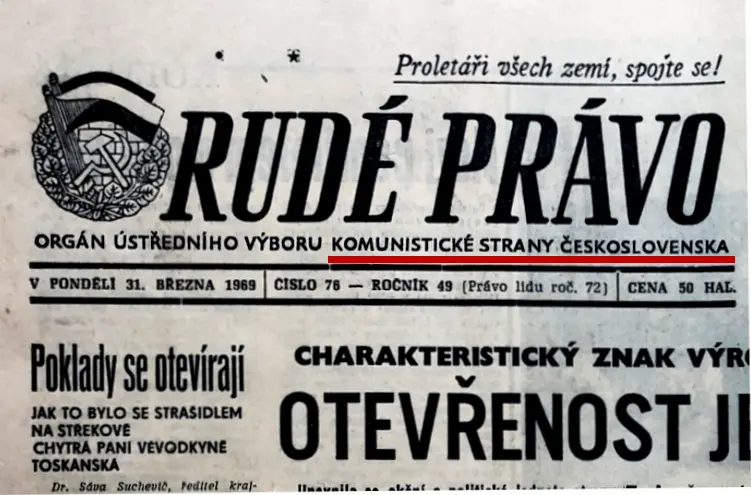 Proletáři všech zemí, spojte se!
RUDÉ PRÁVO
ORGÁN ÚSTŘEDNÍHO VÝBORU KOMUNISTICKÉ STRANY ČESKOSLOVENSKA
V PONDĚLÍ 31. BŘEZNA 1969 ČÍSLO 76 — ROČNÍK 49 (Právo lidu roč. 72) CENA 50 HAL.
Poklady se otevírají
JAK TO BYLO SE STRAŠIDLEM
NA STŘEKOVĚ
CHYTRÁ PANÍ VÉVODKYNĚ
TOSKÁNSKÁ
Dr. Sáva Suchevič, ředitel kraj-
CHARAKTERISTICKÝ ZNAK VÝRO
OTEVŘENOST JE